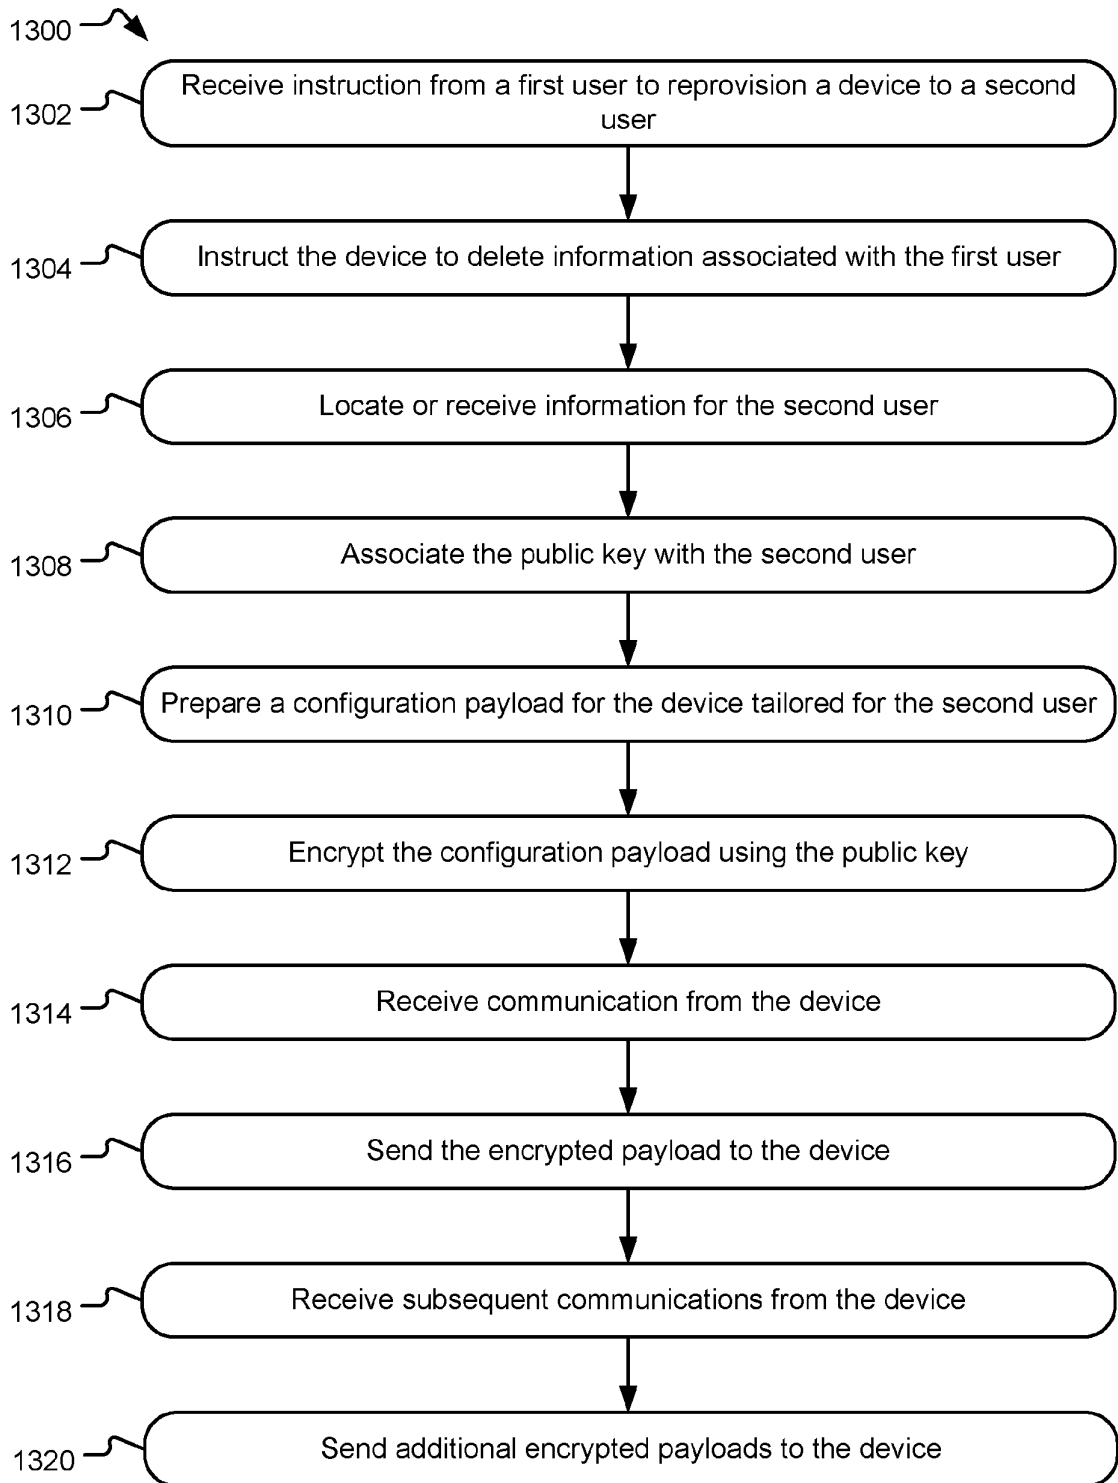 1300
1302
Receive instruction from a first user to reprovision a device to a second
user
1304
Instruct the device to delete information associated with the first user
1306
Locate or receive information for the second user
1308
Associate the public key with the second user
1310
Prepare a configuration payload for the device tailored for the second user
1312
Encrypt the configuration payload using the public key
1314
Receive communication from the device
1316
Send the encrypted payload to the device
1318
Receive subsequent communications from the device
1320
Send additional encrypted payloads to the device